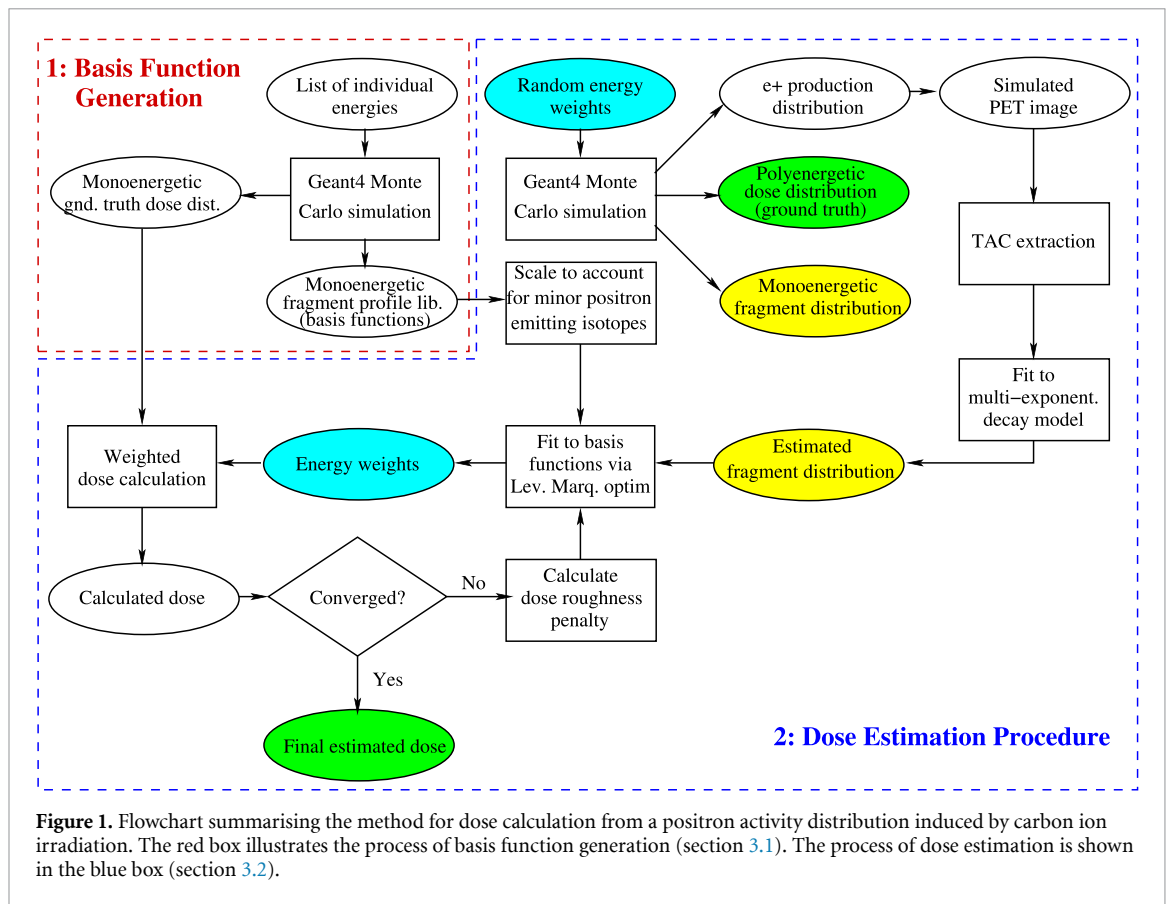 1: Basis Function
Generation
List of individual
energies
Monoenergetic
gnd. truth dose dist.
Geant4 Monte
Carlo simulation
Monoenergetic
fragment profile lib.
(basis functions)
Random energy
weights
Geant4 Monte
Carlo simulation
e+ production
distribution
Simulated
PET image
Polyenergetic
dose distribution
(ground truth)
Monoenergetic
fragment distribution
TAC extraction
Scale to account
for minor positron
emitting isotopes
Fit to
multi−exponent.
decay model
Weighted
dose calculation
Energy weights
Fit to basis
functions via
Lev. Marq. optim
Estimated
fragment distribution
Calculated dose
Converged?
No
Calculate
dose roughness
penalty
Yes
Final estimated dose
2: Dose Estimation Procedure
Figure 1. Flowchart summarising the method for dose calculation from a positron activity distribution induced by carbon ion
irradiation. The red box illustrates the process of basis function generation (section 3.1). The process of dose estimation is shown
in the blue box (section 3.2).